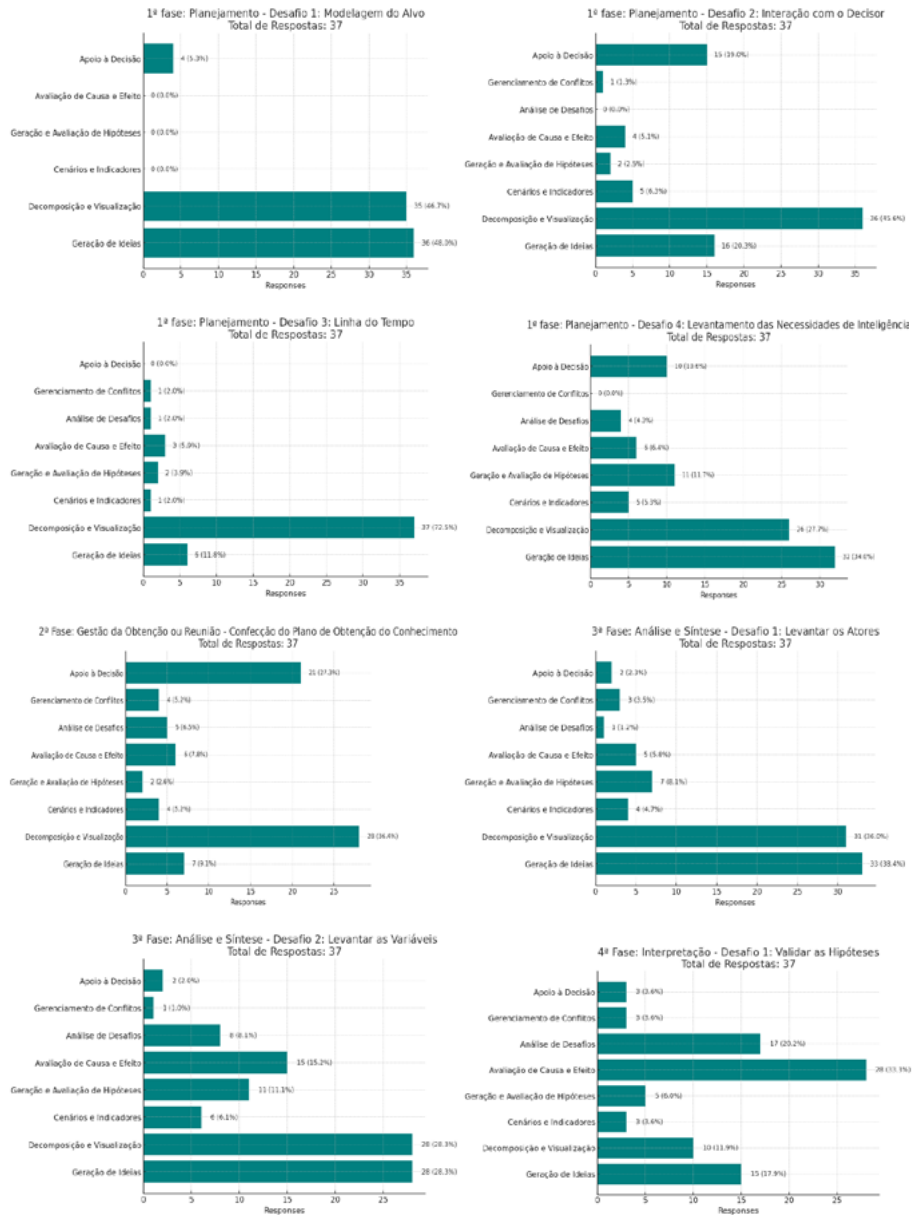 1ª fase: Planejamento - Desafio 1: Modelagem do Alvo
Total de Respostas: 37
Apoio à Decisão
4 (5.3%)
Avaliação de Causa e Efeito
0 (0.0%)
Geração e Avaliação de Hipóteses
0 (0.0%)
Cenários e Indicadores
0 (0.0%)
Decomposição e Visualização
35 (46.7%)
Geração de Ideias
36 (48.0%)
0 5 10 15 20 25 30 35
Responses
1ª fase: Planejamento - Desafio 2: Interação com o Decisor
Total de Respostas: 37
Apoio à Decisão
15 (19.0%)
Gerenciamento de Conflitos
1 (1.3%)
Análise de Desafios
0 (0.0%)
Avaliação de Causa e Efeito
4 (5.1%)
Geração e Avaliação de Hipóteses
2 (2.5%)
Cenários e Indicadores
5 (6.3%)
Decomposição e Visualização
36 (45.6%)
Geração de Ideias
16 (20.3%)
0 5 10 15 20 25 30 35
Responses
1ª fase: Planejamento - Desafio 3: Linha do Tempo
Total de Respostas: 37
Apoio à Decisão
0 (0.0%)
Gerenciamento de Conflitos
1 (2.0%)
Análise de Desafios
1 (2.0%)
Avaliação de Causa e Efeito
3 (5.9%)
Geração e Avaliação de Hipóteses
2 (3.9%)
Cenários e Indicadores
1 (2.0%)
Decomposição e Visualização
37 (72.5%)
Geração de Ideias
6 (11.8%)
0 5 10 15 20 25 30 35
Responses
1ª fase: Planejamento - Desafio 4: Levantamento das Necessidades de Inteligência
Total de Respostas: 37
Apoio à Decisão
10 (10.6%)
Gerenciamento de Conflitos
0 (0.0%)
Análise de Desafios
4 (4.3%)
Avaliação de Causa e Efeito
6 (6.4%)
Geração e Avaliação de Hipóteses
11 (11.7%)
Cenários e Indicadores
5 (5.3%)
Decomposição e Visualização
26 (27.7%)
Geração de Ideias
32 (34.0%)
0 5 10 15 20 25 30
Responses
2ª Fase: Gestão da Obtenção ou Reunião - Confecção do Plano de Obtenção do Conhecimento
Total de Respostas: 37
Apoio à Decisão
21 (27.3%)
Gerenciamento de Conflitos
4 (5.2%)
Análise de Desafios
5 (6.5%)
Avaliação de Causa e Efeito
6 (7.8%)
Geração e Avaliação de Hipóteses
2 (2.6%)
Cenários e Indicadores
4 (5.2%)
Decomposição e Visualização
28 (36.4%)
Geração de Ideias
7 (9.1%)
0 5 10 15 20 25
Responses
3ª Fase: Análise e Síntese - Desafio 1: Levantar os Atores
Total de Respostas: 37
Apoio à Decisão
2 (2.3%)
Gerenciamento de Conflitos
3 (3.5%)
Análise de Desafios
1 (1.2%)
Avaliação de Causa e Efeito
5 (5.8%)
Geração e Avaliação de Hipóteses
7 (8.1%)
Cenários e Indicadores
4 (4.7%)
Decomposição e Visualização
31 (36.0%)
Geração de Ideias
33 (38.4%)
0 5 10 15 20 25 30
Responses
3ª Fase: Análise e Síntese - Desafio 2: Levantar as Variáveis
Total de Respostas: 37
Apoio à Decisão
2 (2.0%)
Gerenciamento de Conflitos
1 (1.0%)
Análise de Desafios
8 (8.1%)
Avaliação de Causa e Efeito
15 (15.2%)
Geração e Avaliação de Hipóteses
11 (11.1%)
Cenários e Indicadores
6 (6.1%)
Decomposição e Visualização
28 (28.3%)
Geração de Ideias
28 (28.3%)
0 5 10 15 20 25
Responses
4ª Fase: Interpretação - Desafio 1: Validar as Hipóteses
Total de Respostas: 37
Apoio à Decisão
3 (3.6%)
Gerenciamento de Conflitos
3 (3.6%)
Análise de Desafios
17 (20.2%)
Avaliação de Causa e Efeito
28 (33.3%)
Geração e Avaliação de Hipóteses
5 (6.0%)
Cenários e Indicadores
3 (3.6%)
Decomposição e Visualização
10 (11.9%)
Geração de Ideias
15 (17.9%)
0 5 10 15 20 25
Responses